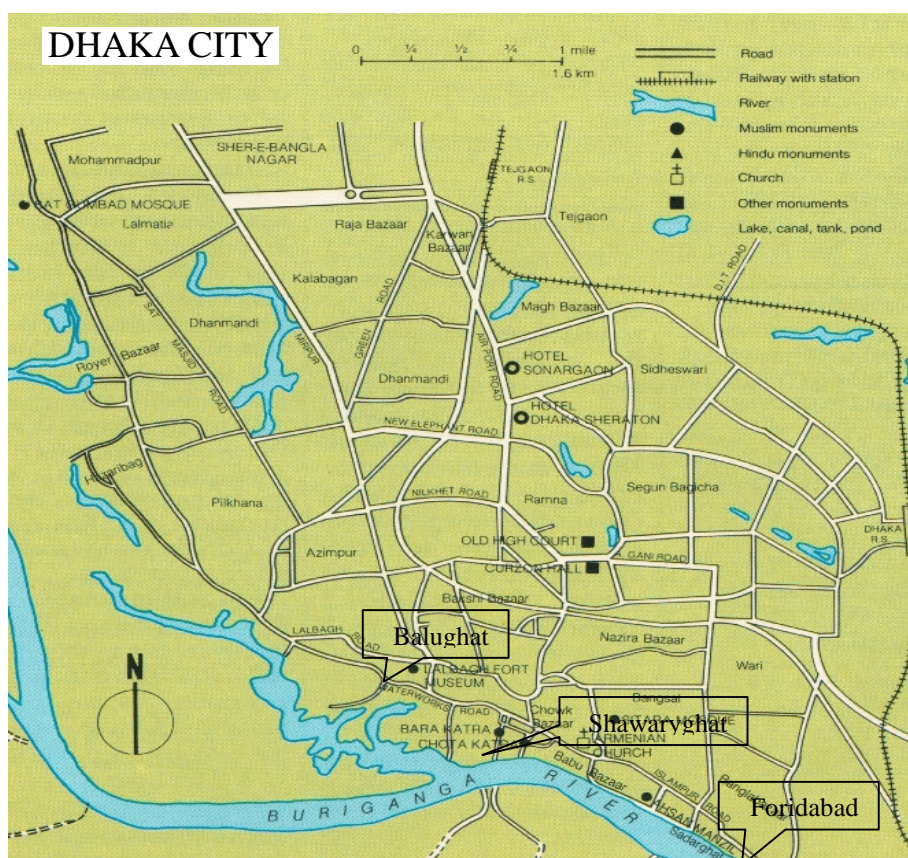 DHAKA CITY
0 ¼ ½ ¾ 1 mile
1.6 km
Road
Railway with station
River
Muslim monuments
Hindu monuments
Church
Other monuments
Lake, canal, tank, pond
Mohammadpur
SHER-E-BANGLA
NAGAR
TEJGAON
R.S.
SAT GUMBAD MOSQUE
Lalmatia
Raja Bazaar
Karwan
Bazaar
Tejgaon
D.I.T ROAD
Kalabagan
Magh Bazaar
SAT MASJID ROAD
Dhanmandi
MIRPUR
GREEN ROAD
AIR PORT ROAD
Royer Bazaar
HOTEL
SONARGAON
Sidheswari
Dhanmandi
HOTEL
DHAKA-SHERATON
NEW ELEPHANT ROAD
Hazaribag
Pilkhana
NILKHET ROAD
Ramna
Segun Bagicha
OLD HIGH COURT
DHAKA
R.S.
Azimpur
A. GANI ROAD
CURZON HALL
Bakshi Bazaar
LALBAGH ROAD
Balughat
Nazira Bazaar
N
LALBAGH FORT
MUSEUM
Wari
WATERWORKS ROAD
Bangsal
Chowk
Bazaar
SITARA MOSQUE
Shawaryghat
BARA KATRA
CHOTA
ARMENIAN
CHURCH
Babu Bazaar
ISLAMPUR ROAD
BURIGANGA RIVER
AHSAN MANZIL
Foridabad
Sadarghat